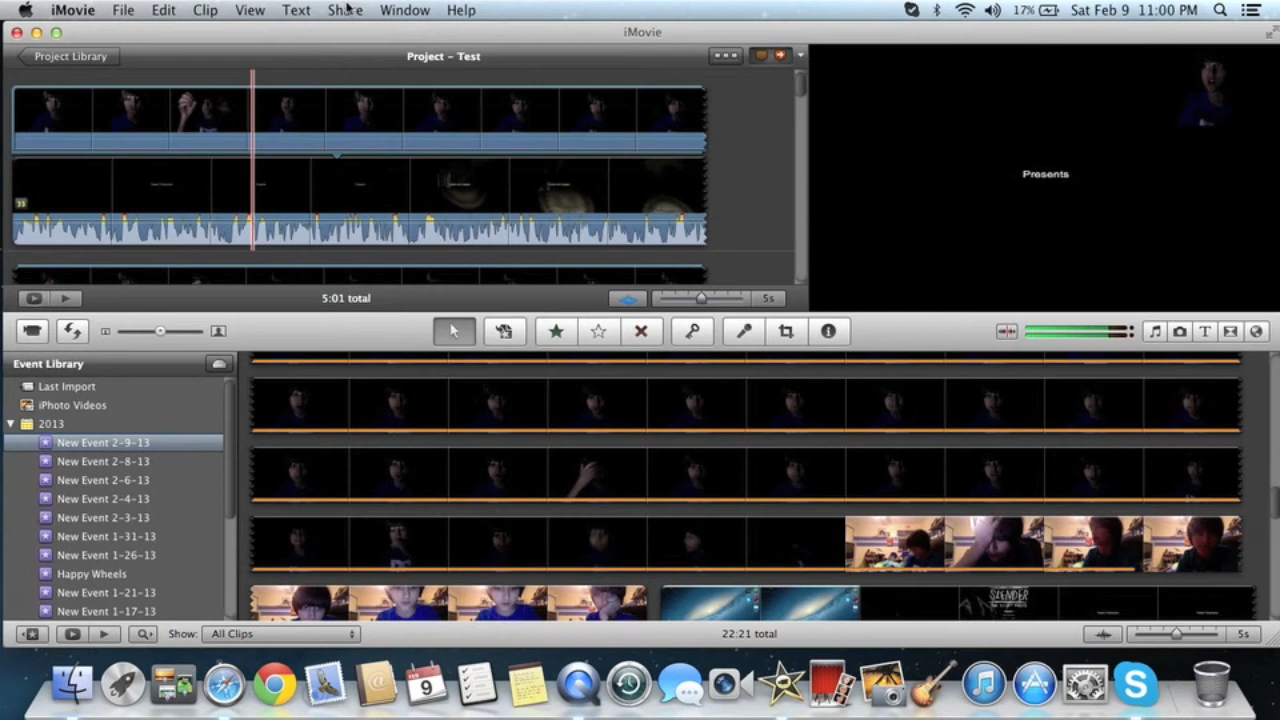 iMovie File Edit Clip View Text Share Window Help 17% Sat Feb 9 11:00 PM
iMovie
Project Library
Project – Test
Presents
5:01 total
5s
Event Library
Last Import
iPhoto Videos
2013
New Event 2-9-13
New Event 2-8-13
New Event 2-6-13
New Event 2-4-13
New Event 2-3-13
New Event 1-31-13
New Event 1-26-13
Happy Wheels
New Event 1-21-13
New Event 1-17-13
SLENDER
Show: All Clips
22:21 total
5s
FEB
9